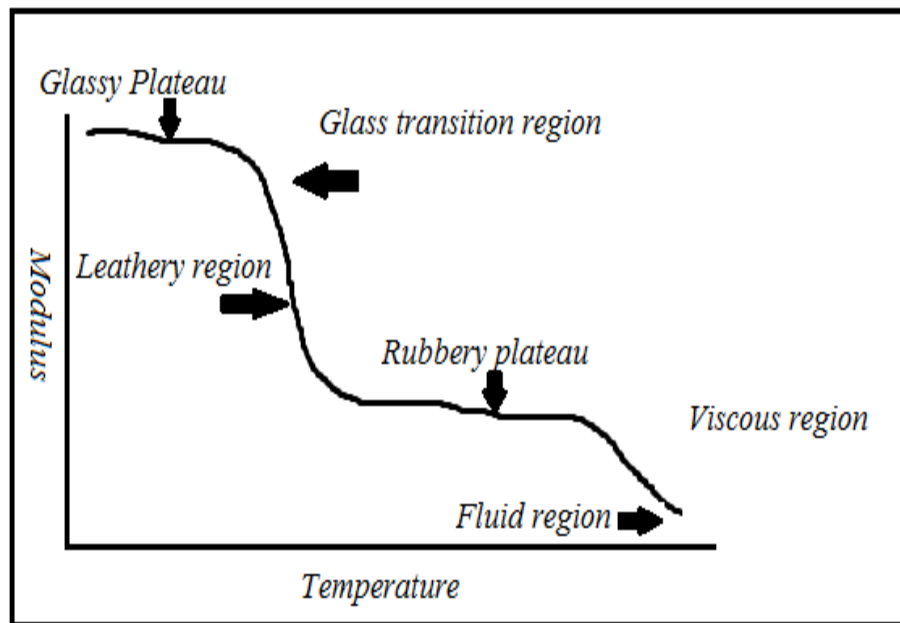 Glassy Plateau
Glass transition region
Leathery region
Modulus
Rubbery plateau
Viscous region
Fluid region
Temperature